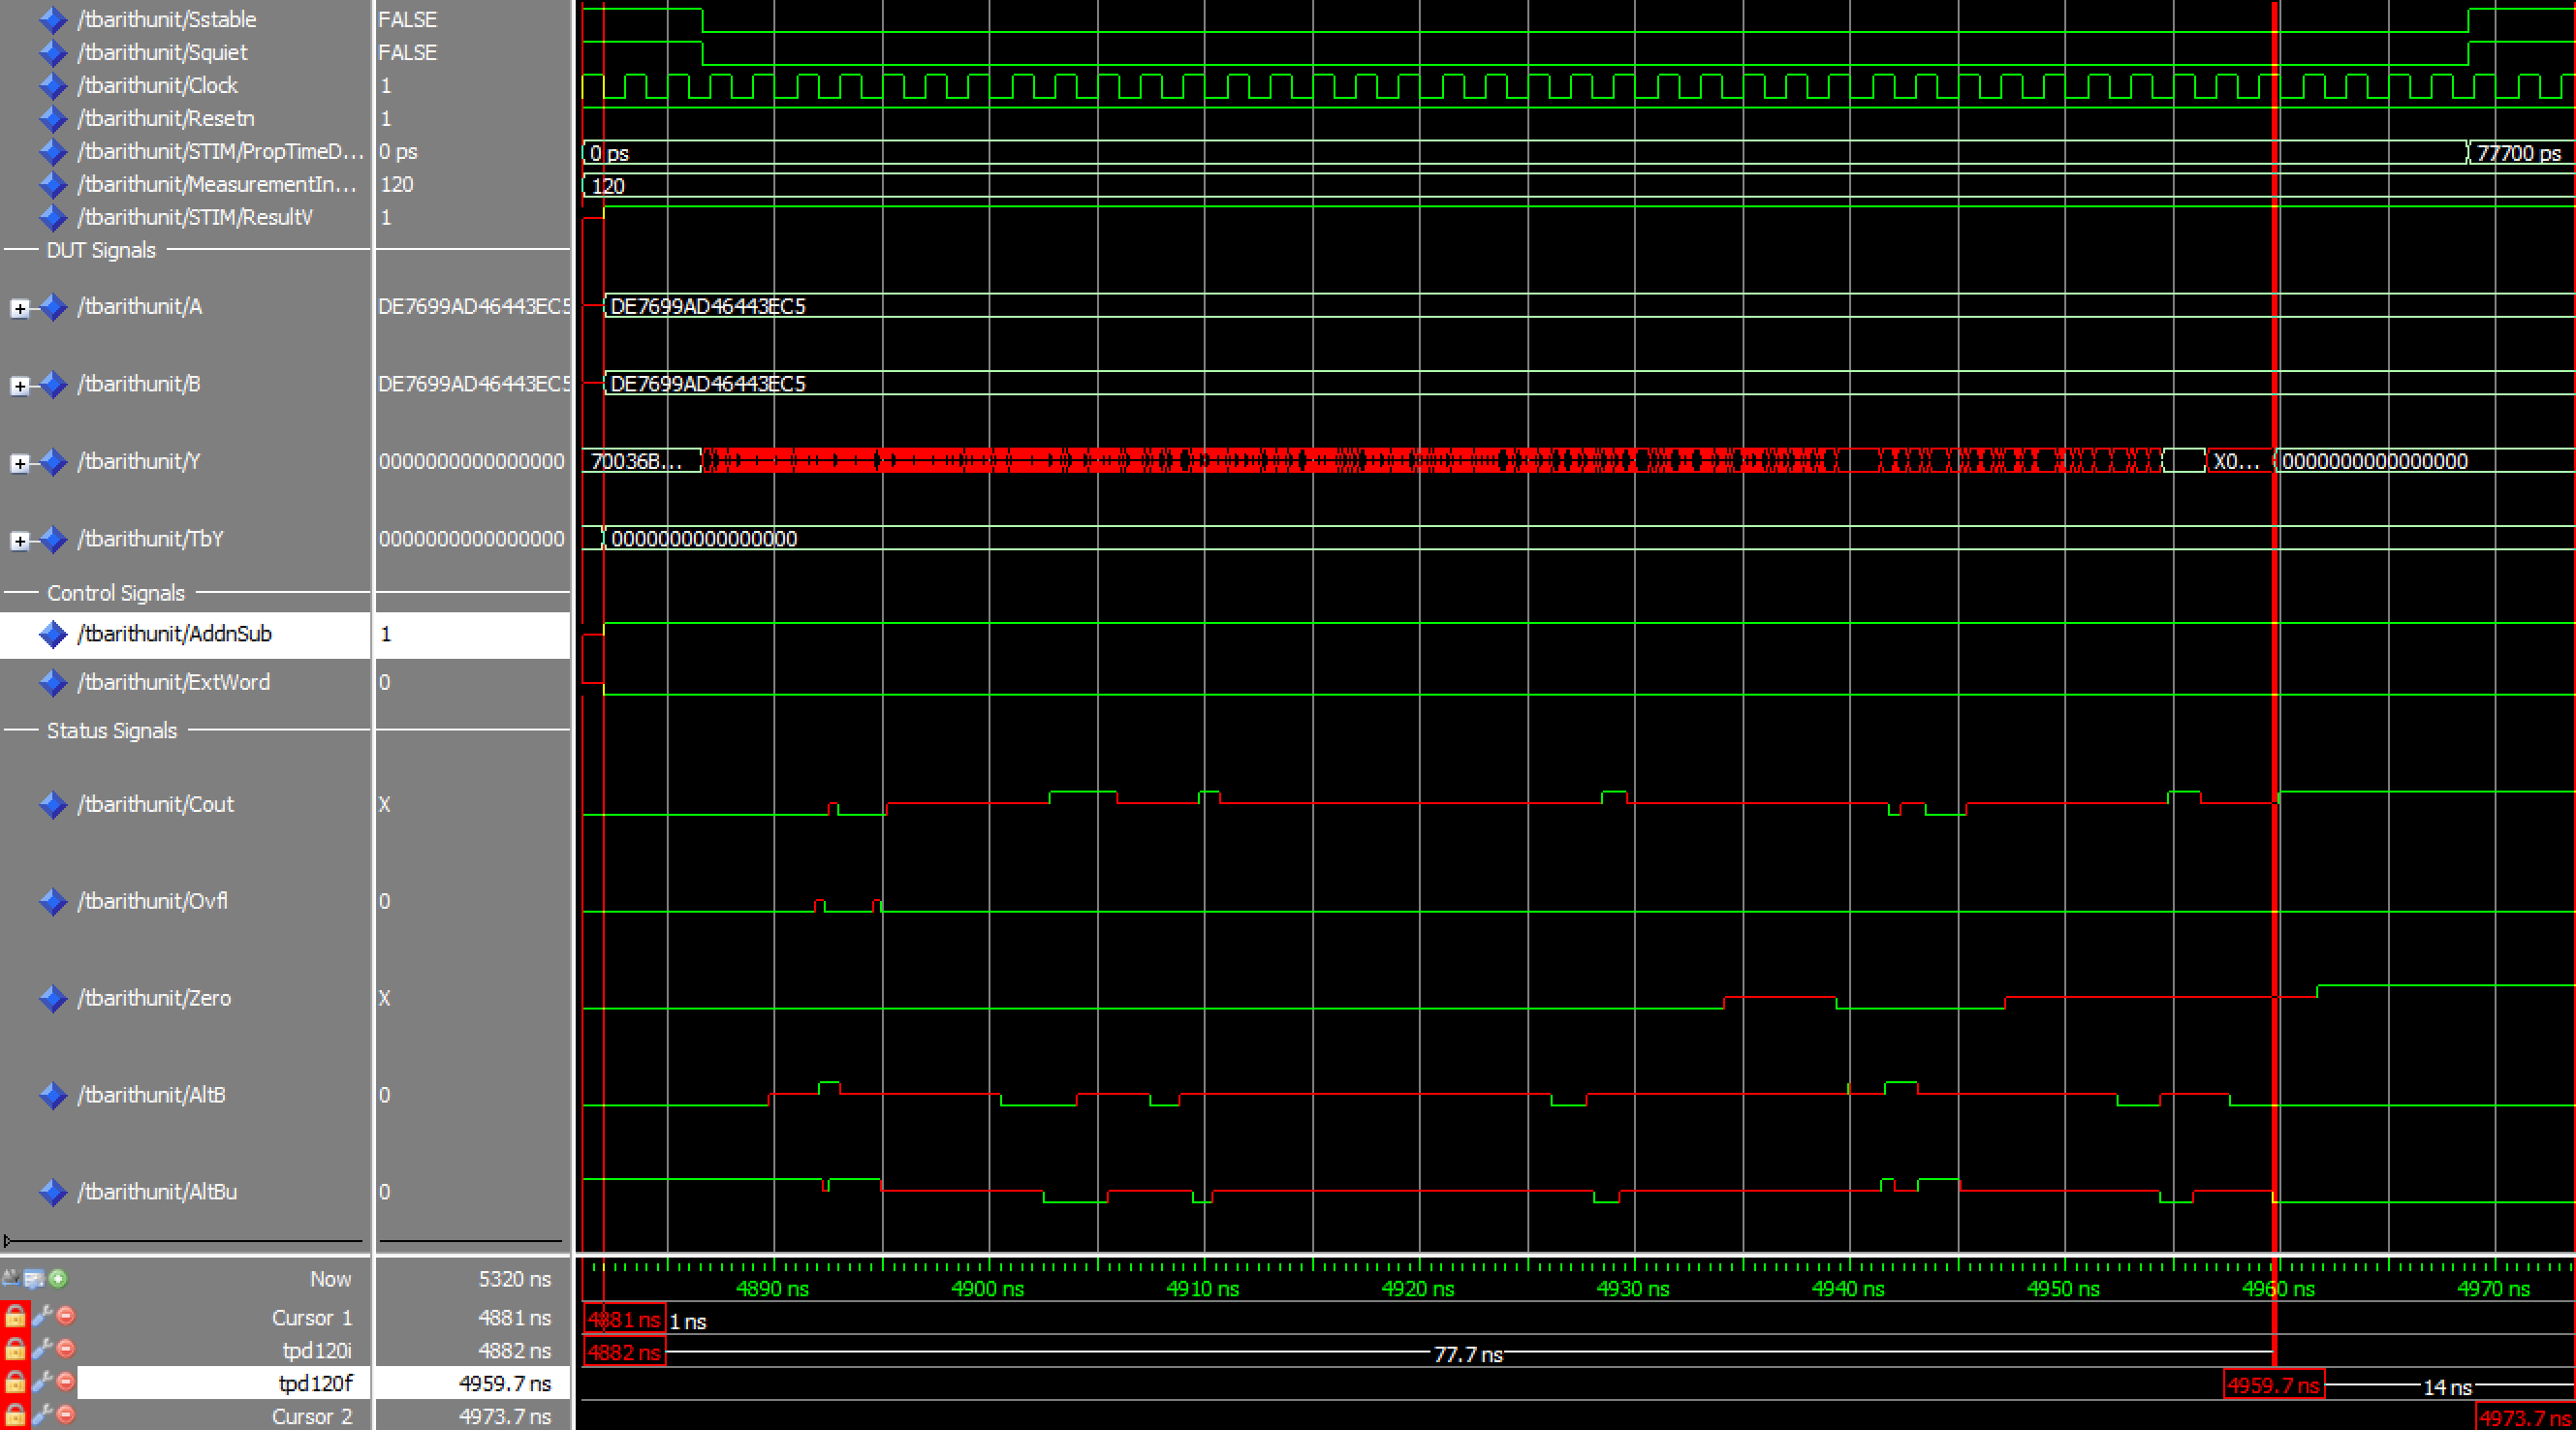 /tbarithunit/Sstable FALSE
/tbarithunit/Squiet FALSE
/tbarithunit/Clock 1
/tbarithunit/Resetn 1
/tbarithunit/STIM/PropTimeD... 0 ps 0 ps 77700 ps
/tbarithunit/MeasurementIn... 120 120
/tbarithunit/STIM/ResultV 1
DUT Signals
/tbarithunit/A DE7699AD46443EC5 DE7699AD46443EC5
/tbarithunit/B DE7699AD46443EC5 DE7699AD46443EC5
/tbarithunit/Y 0000000000000000 70036B... X0... 0000000000000000
/tbarithunit/TbY 0000000000000000 0000000000000000
Control Signals
/tbarithunit/AddnSub 1
/tbarithunit/ExtWord 0
Status Signals
/tbarithunit/Cout X
/tbarithunit/Ovfl 0
/tbarithunit/Zero X
/tbarithunit/AltB 0
/tbarithunit/AltBu 0
Now 5320 ns 4890 ns 4900 ns 4910 ns 4920 ns 4930 ns 4940 ns 4950 ns 4960 ns 4970 ns
Cursor 1 4881 ns 4881 ns 1 ns
tpd120i 4882 ns 4882 ns 77.7 ns
tpd120f 4959.7 ns 4959.7 ns 14 ns
Cursor 2 4973.7 ns 4973.7 ns